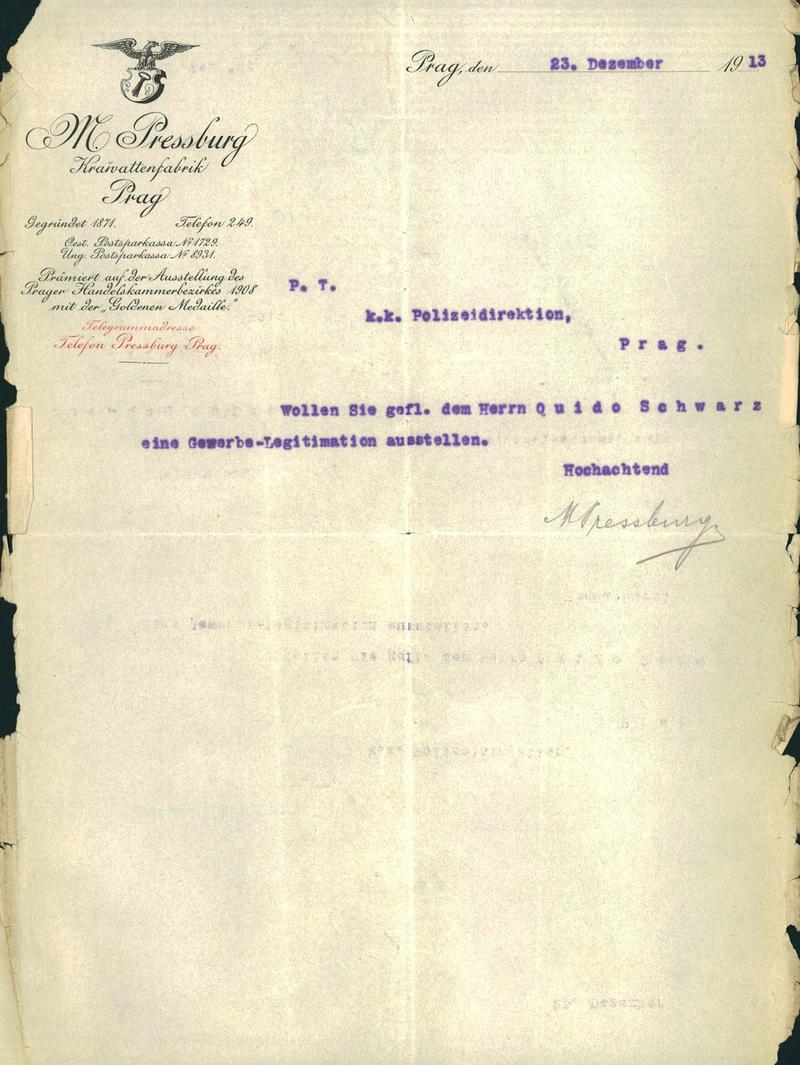 Prag, den 23. Dezember 1913
M Pressburg
Krawattenfabrik
Prag
Gegründet 1871. Telefon 249.
Oest. Postsparkassa Nº 1729.
Ung. Postsparkassa Nº 8931.
Prämiert auf der Ausstellung des
Prager Handelskammerbezirkes 1908
mit der „Goldenen Medaille."
Telegrammadresse:
Telefon Pressburg Prag.
P. T.
k.k. Polizeidirektion,
Prag.
Wollen Sie gefl. dem Herrn Quido Schwarz
eine Gewerbe-Legitimation ausstellen.
Hochachtend
MPressburg